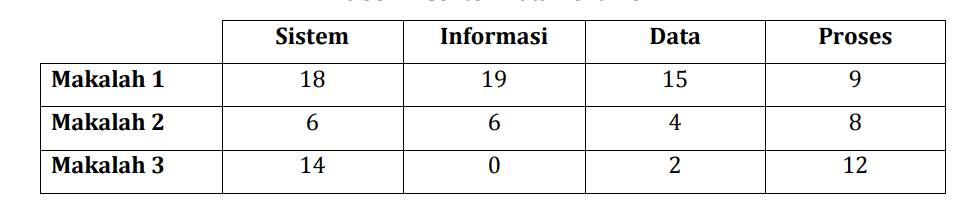 Sistem Informasi Data Proses
Makalah 1 18 19 15 9
Makalah 2 6 6 4 8
Makalah 3 14 0 2 12